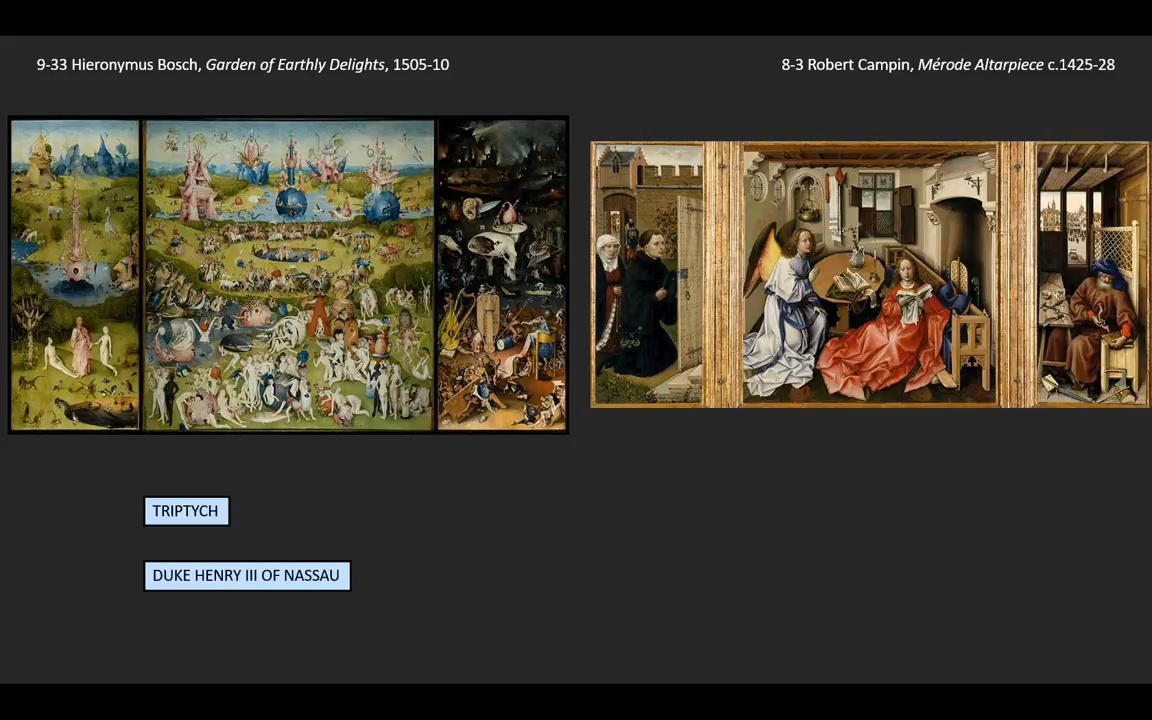 9-33 Hieronymus Bosch, Garden of Earthly Delights, 1505-10
8-3 Robert Campin, Mérode Altarpiece c.1425-28
TRIPTYCH
DUKE HENRY III OF NASSAU